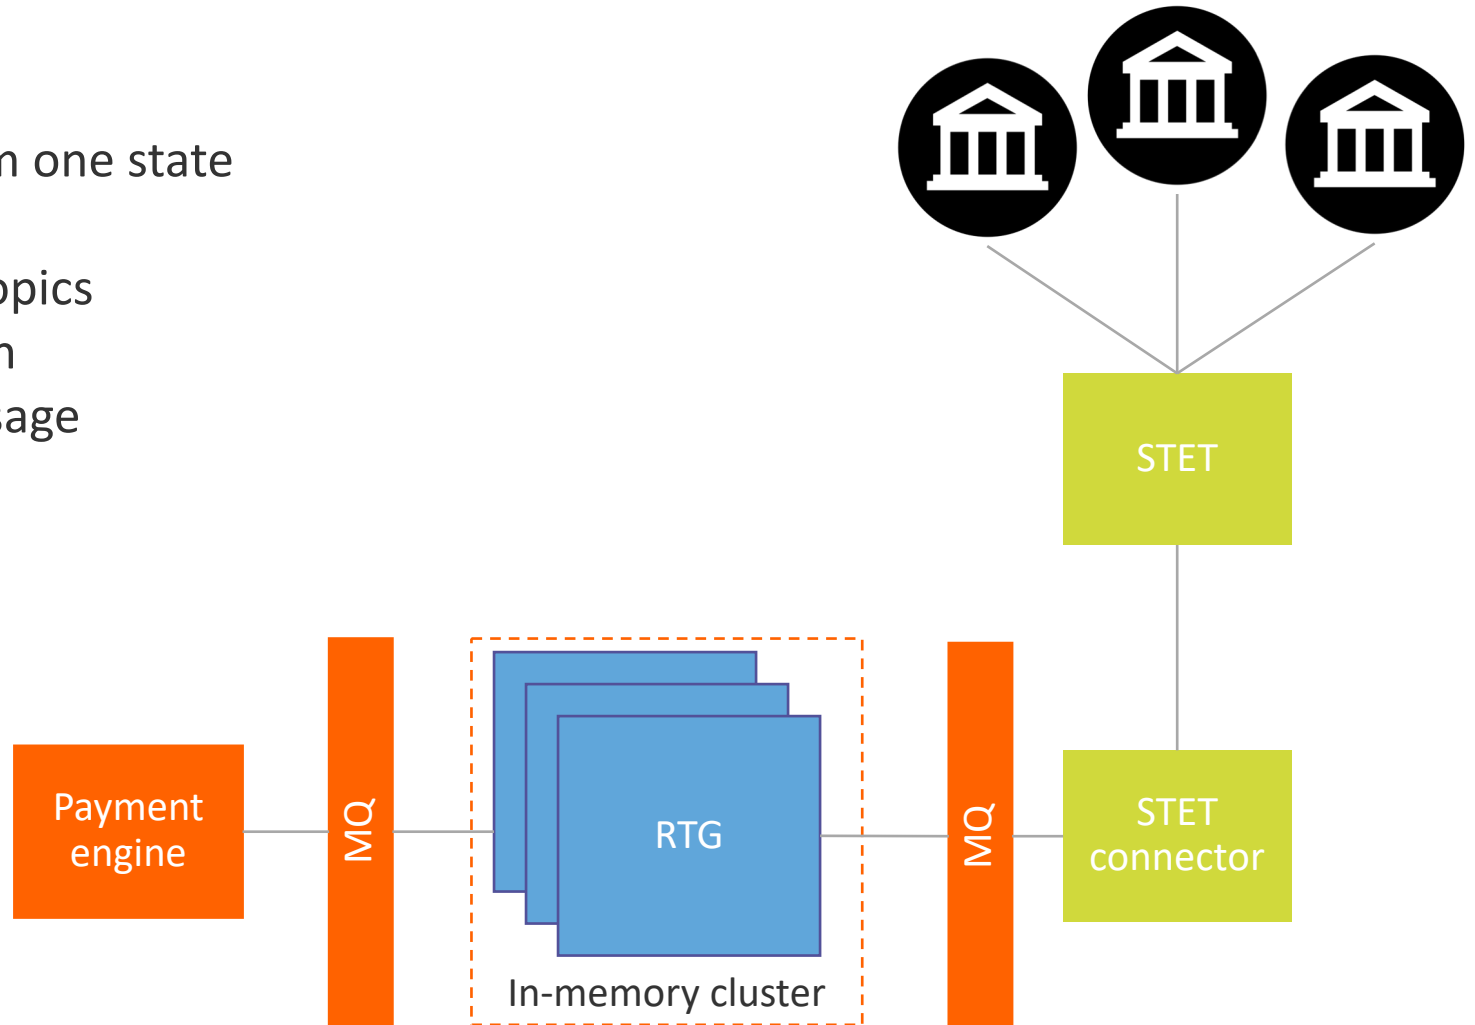 m one state
opics
n
sage
STET
Payment
engine
MQ
RTG
MQ
STET
connector
In-memory cluster